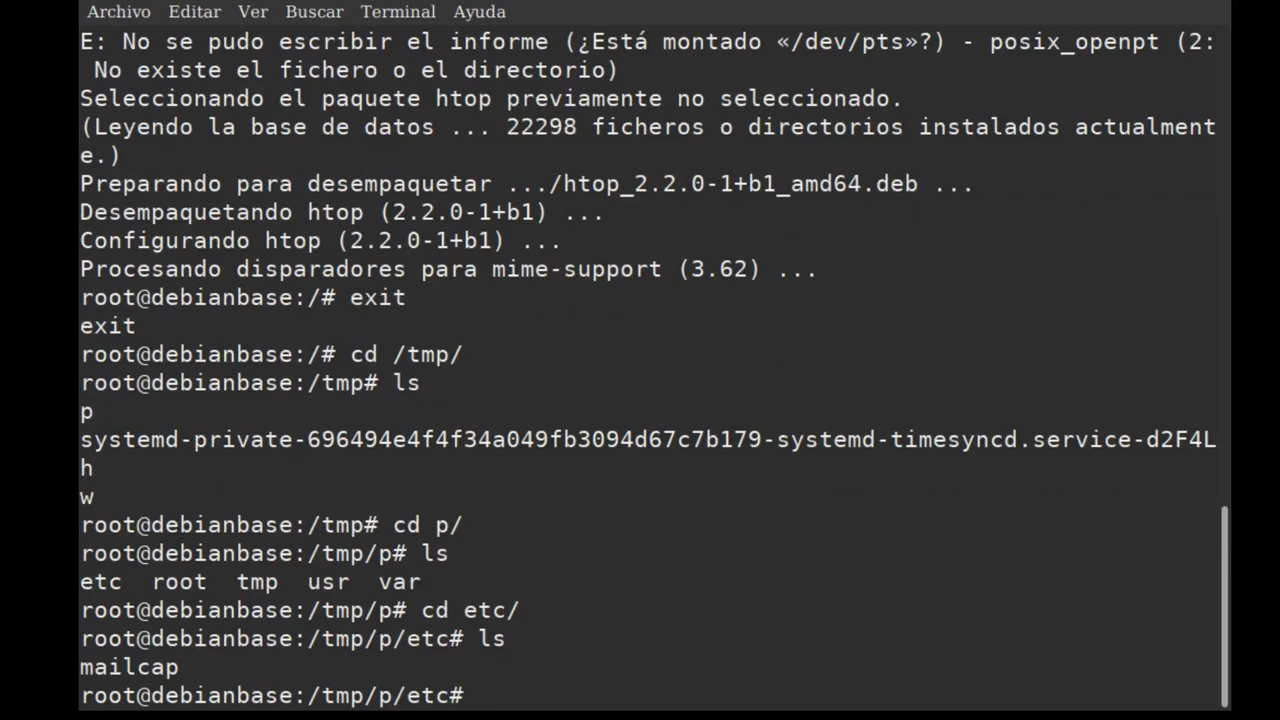 Archivo Editar Ver Buscar Terminal Ayuda
E: No se pudo escribir el informe (¿Está montado «/dev/pts»?) - posix_openpt (2:
 No existe el fichero o el directorio)
Seleccionando el paquete htop previamente no seleccionado.
(Leyendo la base de datos ... 22298 ficheros o directorios instalados actualment
e.)
Preparando para desempaquetar .../htop_2.2.0-1+b1_amd64.deb ...
Desempaquetando htop (2.2.0-1+b1) ...
Configurando htop (2.2.0-1+b1) ...
Procesando disparadores para mime-support (3.62) ...
root@debianbase:/# exit
exit
root@debianbase:/# cd /tmp/
root@debianbase:/tmp# ls
p
systemd-private-696494e4f4f34a049fb3094d67c7b179-systemd-timesyncd.service-d2F4L
h
w
root@debianbase:/tmp# cd p/
root@debianbase:/tmp/p# ls
etc  root  tmp  usr  var
root@debianbase:/tmp/p# cd etc/
root@debianbase:/tmp/p/etc# ls
mailcap
root@debianbase:/tmp/p/etc#